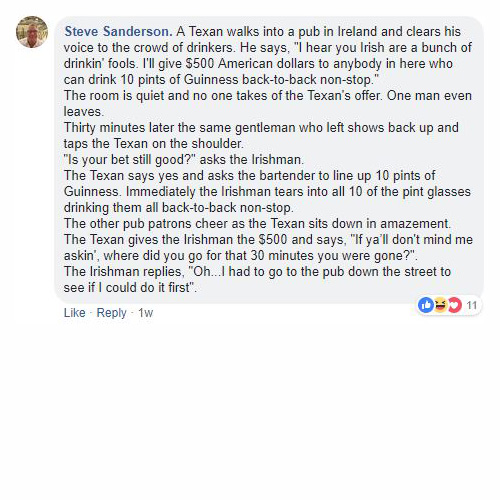 Steve Sanderson. A Texan walks into a pub in Ireland and clears his
voice to the crowd of drinkers. He says, "I hear you Irish are a bunch of
drinkin' fools. I'll give $500 American dollars to anybody in here who
can drink 10 pints of Guinness back-to-back non-stop."
The room is quiet and no one takes of the Texan's offer. One man even
leaves.
Thirty minutes later the same gentleman who left shows back up and
taps the Texan on the shoulder.
"Is your bet still good?" asks the Irishman.
The Texan says yes and asks the bartender to line up 10 pints of
Guinness. Immediately the Irishman tears into all 10 of the pint glasses
drinking them all back-to-back non-stop.
The other pub patrons cheer as the Texan sits down in amazement.
The Texan gives the Irishman the $500 and says, "If ya'll don't mind me
askin', where did you go for that 30 minutes you were gone?".
The Irishman replies, "Oh...I had to go to the pub down the street to
see if I could do it first".
11
Like · Reply · 1w